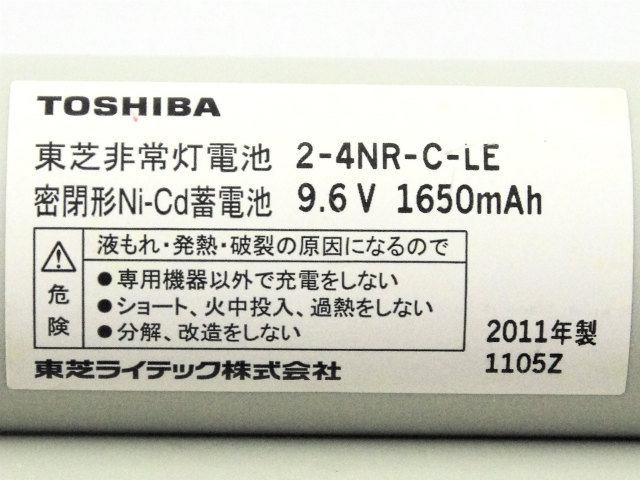 TOSHIBA
東芝非常灯電池 2-4NR-C-LE
密閉形Ni-Cd蓄電池 9.6V 1650mAh
危険
液もれ・発熱・破裂の原因になるので
●専用機器以外で充電をしない
●ショート、火中投入、過熱をしない
●分解、改造をしない
2011年製
1105Z
東芝ライテック株式会社